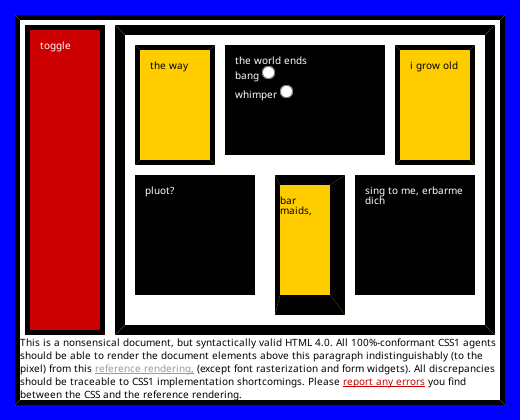 toggle
the way
the world ends
bang
whimper
i grow old
pluot?
bar
maids,
sing to me, erbarme
dich
This is a nonsensical document, but syntactically valid HTML 4.0. All 100%-conformant CSS1 agents
should be able to render the document elements above this paragraph indistinguishably (to the
pixel) from this reference rendering, (except font rasterization and form widgets). All discrepancies
should be traceable to CSS1 implementation shortcomings. Please report any errors you find
between the CSS and the reference rendering.